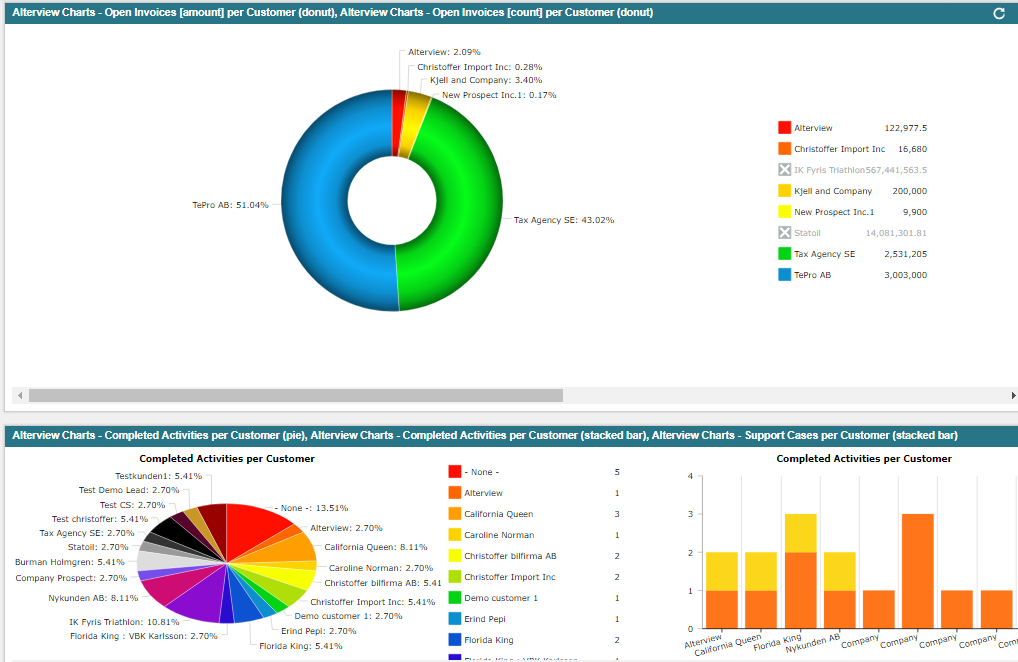 Alterview Charts - Open Invoices [amount] per Customer (donut), Alterview Charts - Open Invoices [count] per Customer (donut)
Alterview: 2.09%
Christoffer Import Inc: 0.28%
Kjell and Company: 3.40%
New Prospect Inc.1: 0.17%
TePro AB: 51.04%
Tax Agency SE: 43.02%
Alterview 122,977.5
Christoffer Import Inc 16,680
IK Fyris Triathlon 567,441,563.5
Kjell and Company 200,000
New Prospect Inc.1 9,900
Statoll 14,081,301.81
Tax Agency SE 2,531,205
TePro AB 3,003,000
Alterview Charts - Completed Activities per Customer (pie), Alterview Charts - Completed Activities per Customer (stacked bar), Alterview Charts - Support Cases per Customer (stacked bar)
Completed Activities per Customer
Testkunden1: 5.41%
Test Demo Lead: 2.70%
Test CS: 2.70%
Test christoffer: 5.41%
Tax Agency SE: 2.70%
Statoll: 2.70%
Burman Holmgren: 5.41%
Company Prospect: 2.70%
Nykunden AB: 8.11%
IK Fyris Triathlon: 10.81%
Florida King : VBK Karlsson: 2.70%
- None -: 13.51%
Alterview: 2.70%
California Queen: 8.11%
Caroline Norman: 2.70%
Christoffer bilfirma AB: 5.41
Christoffer Import Inc: 5.41%
Demo customer 1: 2.70%
Erind Pepi: 2.70%
Florida King: 5.41%
- None - 5
Alterview 1
California Queen 3
Caroline Norman 1
Christoffer bilfirma AB 2
Christoffer Import Inc 2
Demo customer 1 1
Erind Pepi 1
Florida King 2
Florida King : VBK Karlsson 1
Completed Activities per Customer
4
3
2
1
0
Alterview
California Queen
Florida King
Nykunden AB
Company
Company
Company
Company
Com